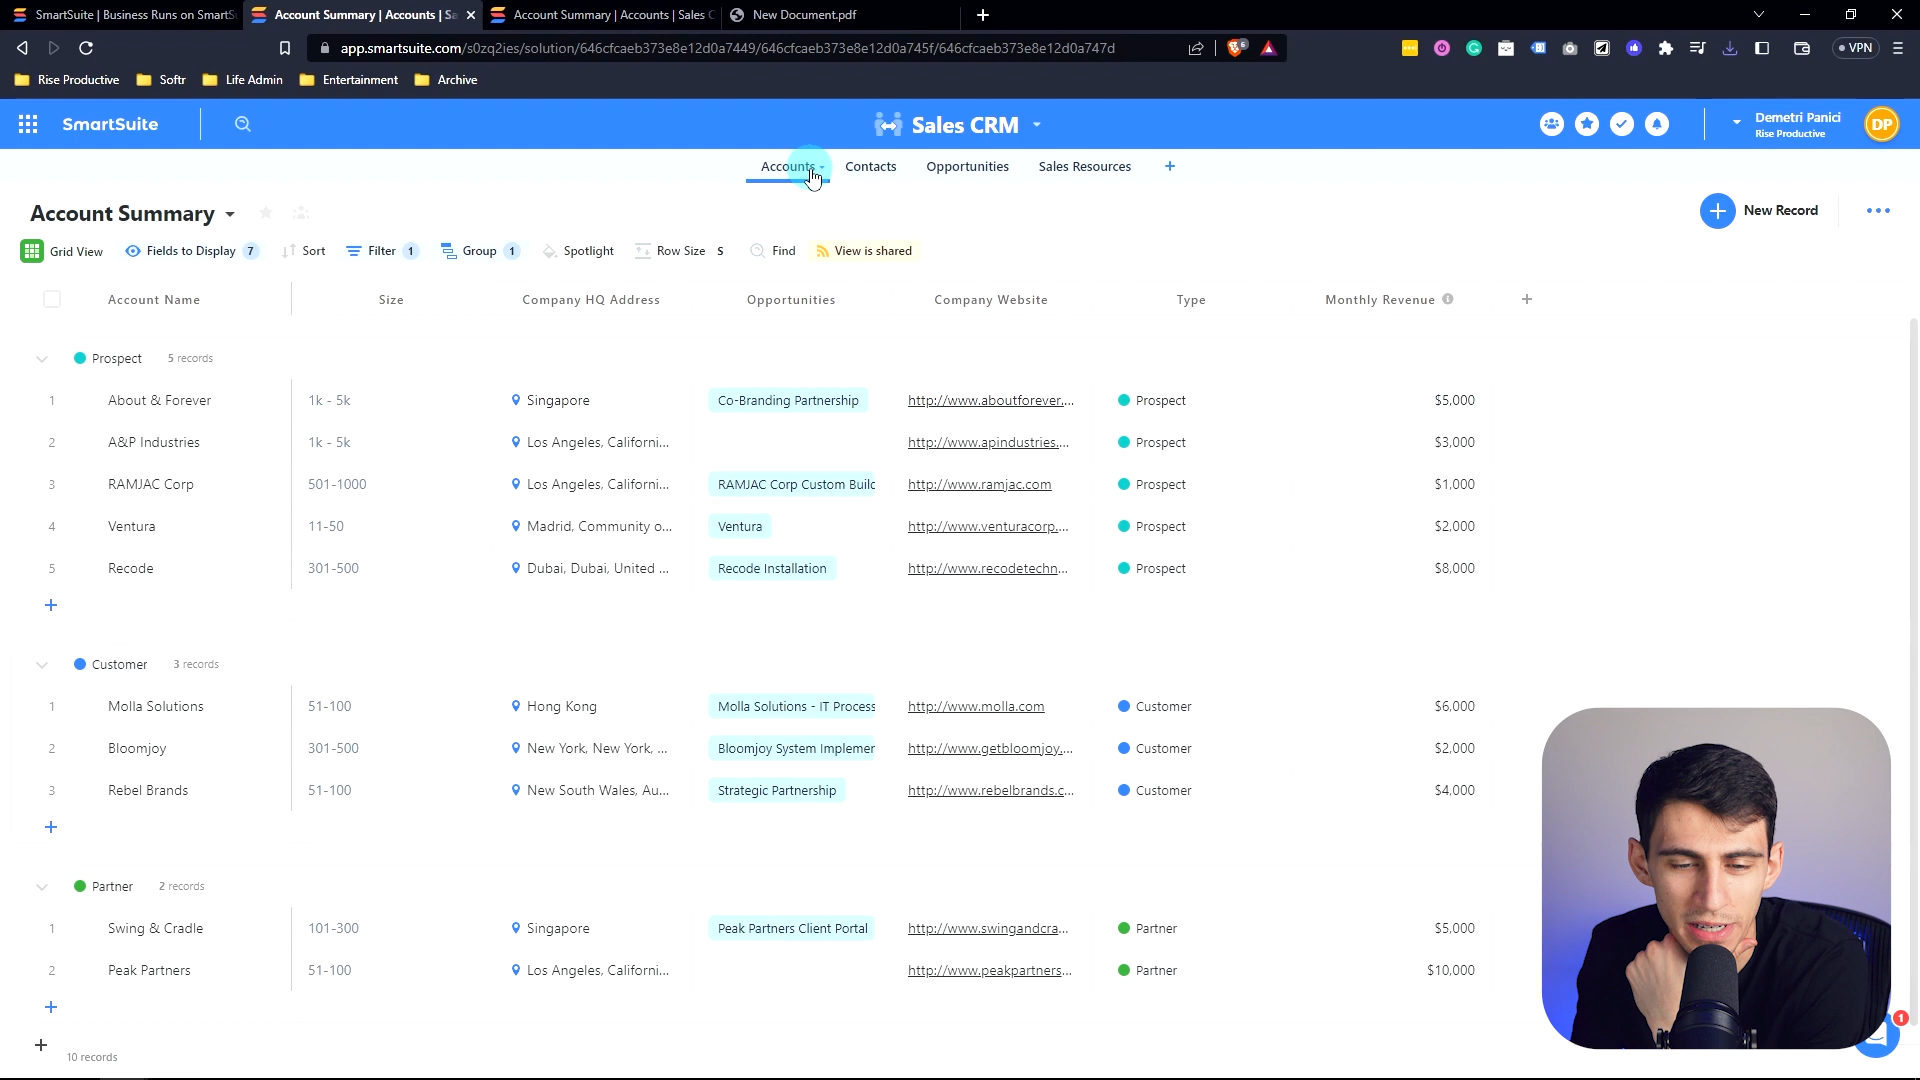 SmartSuite | Business Runs on SmartS
Account Summary | Accounts | Sa
Account Summary | Accounts | Sales C
New Document.pdf
app.smartsuite.com/s0zq2ies/solution/646cfcaeb373e8e12d0a7449/646cfcaeb373e8e12d0a745f/646cfcaeb373e8e12d0a747d
6
VPN
Rise Productive
Softr
Life Admin
Entertainment
Archive
SmartSuite
Sales CRM
Demetri Panici
Rise Productive
DP
Accounts
Contacts
Opportunities
Sales Resources
Account Summary
New Record
Grid View
Fields to Display 7
Sort
Filter 1
Group 1
Spotlight
Row Size S
Find
View is shared
Account Name
Size
Company HQ Address
Opportunities
Company Website
Type
Monthly Revenue
Prospect 5 records
1 About & Forever 1k - 5k Singapore Co-Branding Partnership http://www.aboutforever.... Prospect $5,000
2 A&P Industries 1k - 5k Los Angeles, Californi... http://www.apindustries.... Prospect $3,000
3 RAMJAC Corp 501-1000 Los Angeles, Californi... RAMJAC Corp Custom Build http://www.ramjac.com Prospect $1,000
4 Ventura 11-50 Madrid, Community o... Ventura http://www.venturacorp.... Prospect $2,000
5 Recode 301-500 Dubai, Dubai, United ... Recode Installation http://www.recodetechn... Prospect $8,000
Customer 3 records
1 Molla Solutions 51-100 Hong Kong Molla Solutions - IT Process http://www.molla.com Customer $6,000
2 Bloomjoy 301-500 New York, New York, ... Bloomjoy System Implemer http://www.getbloomjoy.... Customer $2,000
3 Rebel Brands 51-100 New South Wales, Au... Strategic Partnership http://www.rebelbrands.c... Customer $4,000
Partner 2 records
1 Swing & Cradle 101-300 Singapore Peak Partners Client Portal http://www.swingandcra... Partner $5,000
2 Peak Partners 51-100 Los Angeles, Californi... http://www.peakpartners... Partner $10,000
1
10 records